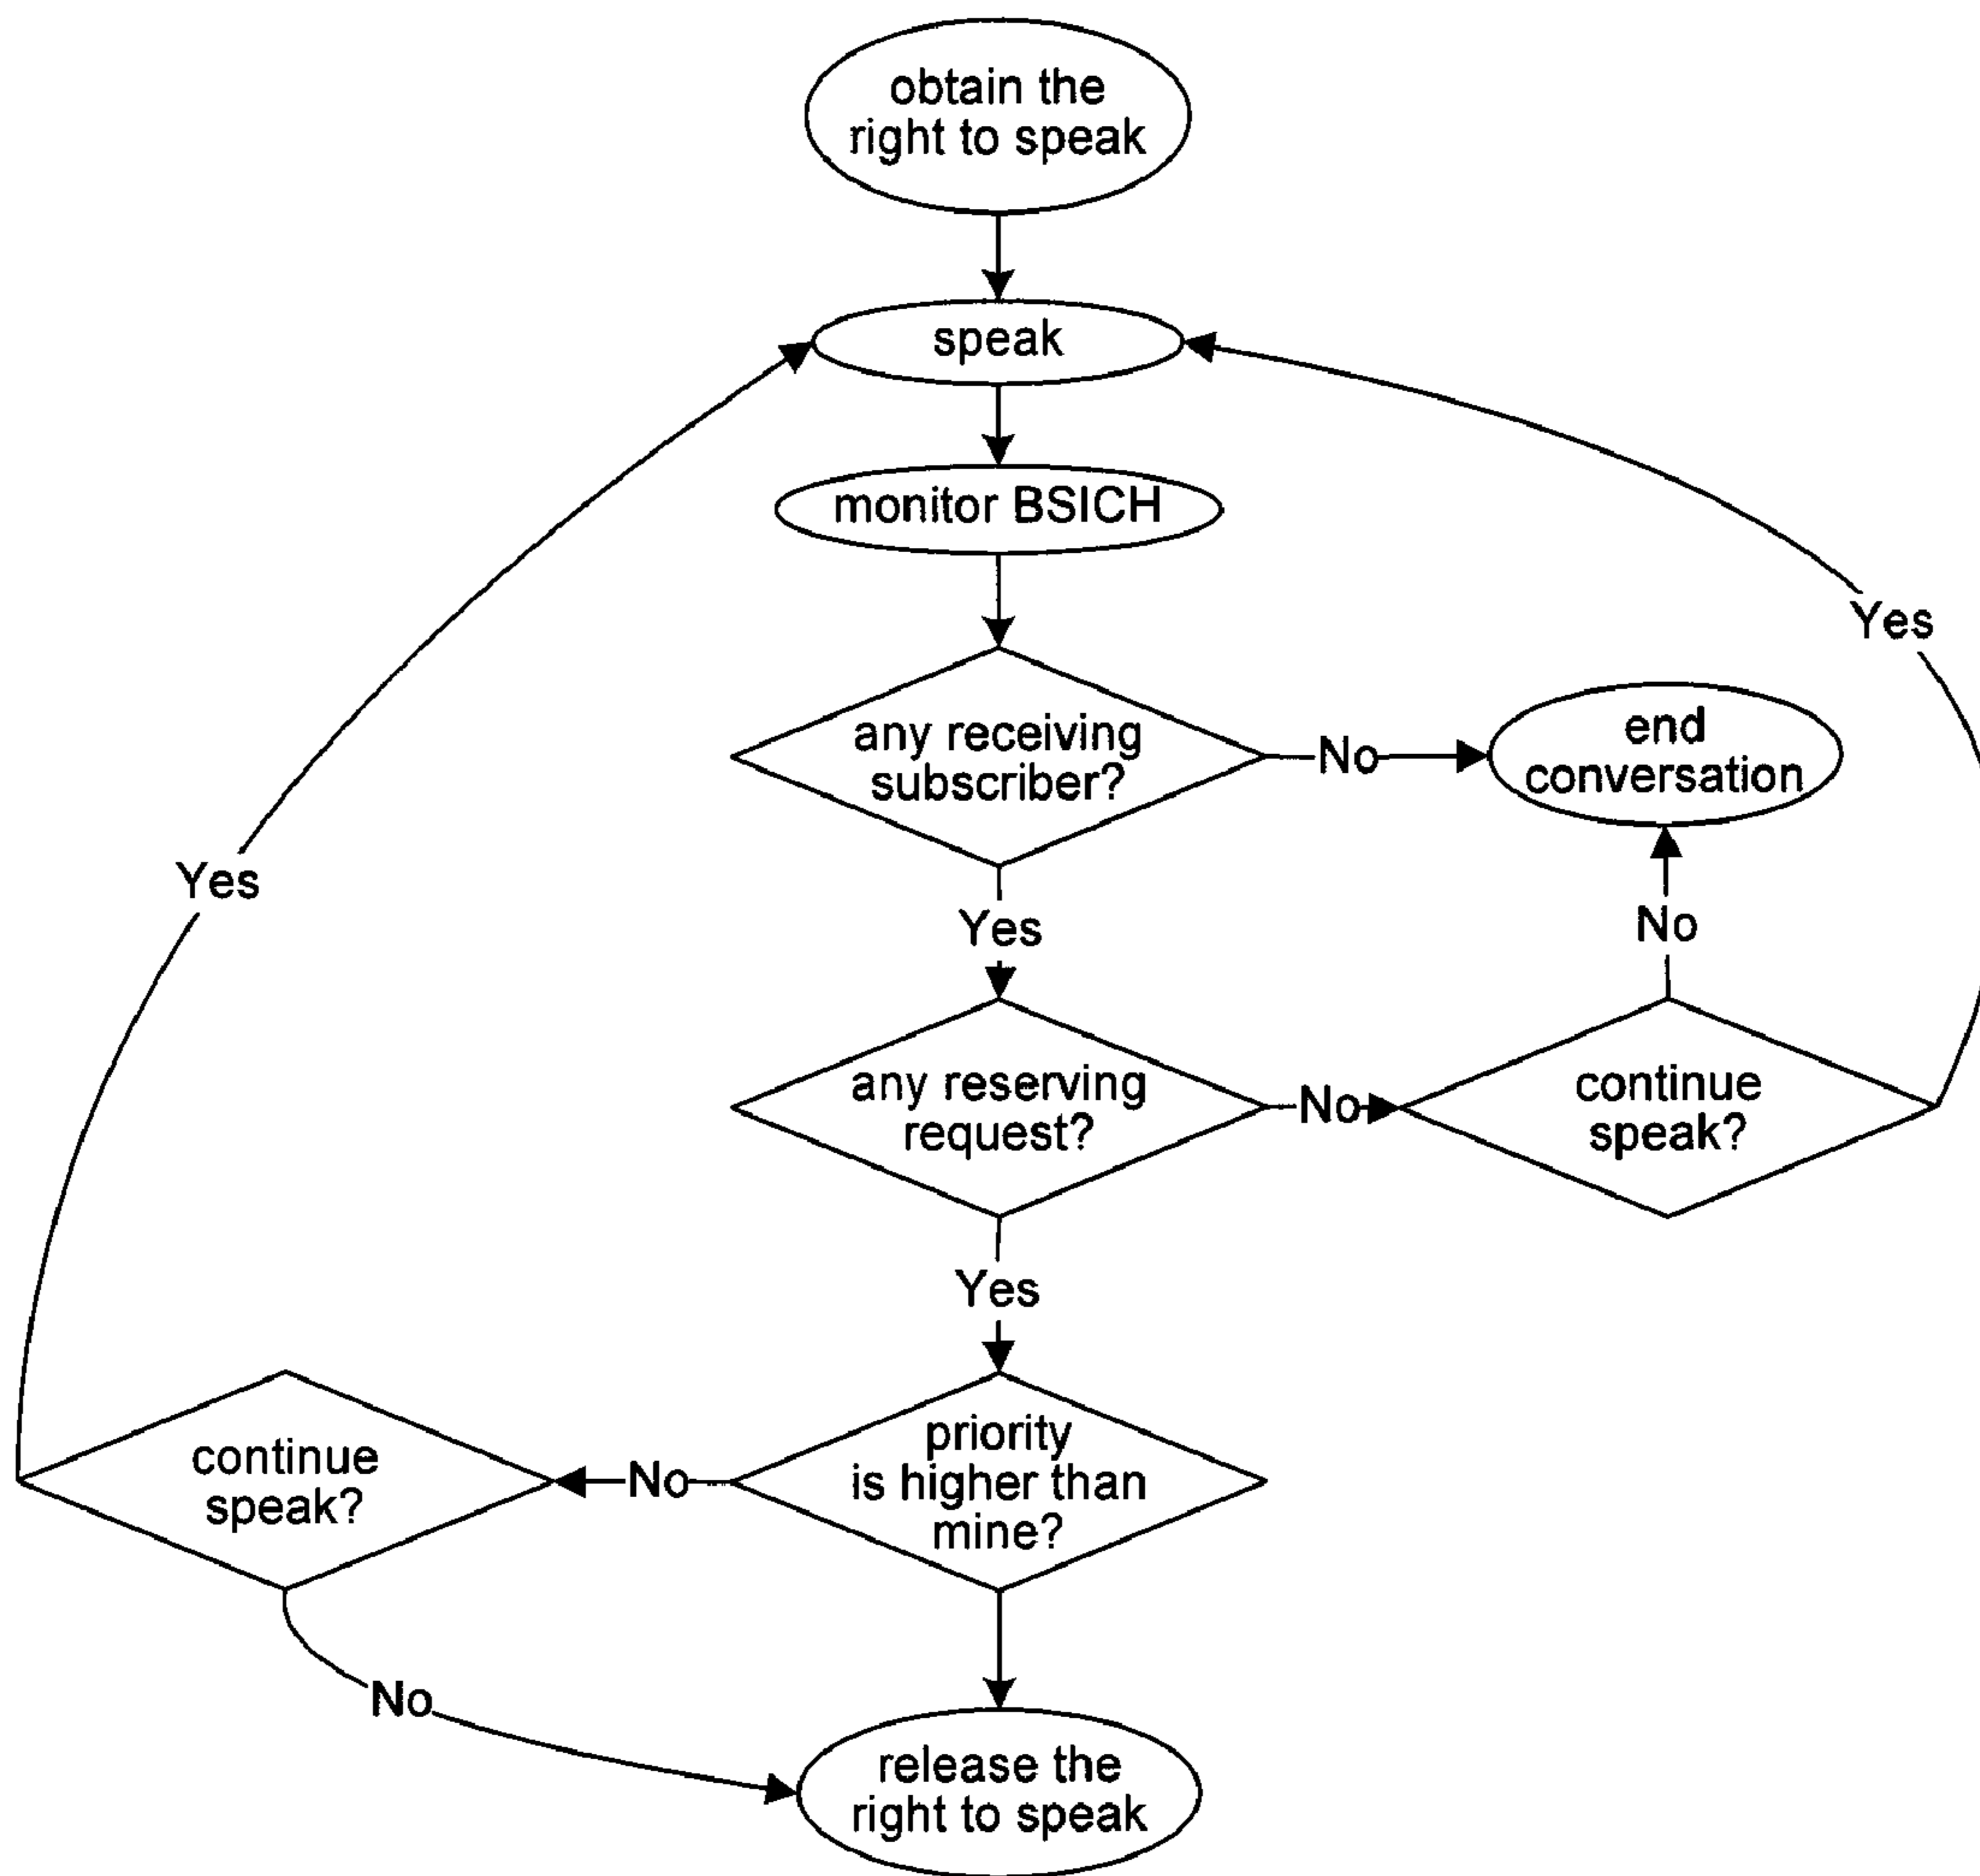 obtain the
right to speak
speak
monitor BSICH
Yes
any receiving
subscriber?
No
end
conversation
Yes
Yes
No
any reserving
request?
No
continue
speak?
Yes
continue
speak?
No
priority
is higher than
mine?
No
release the
right to speak